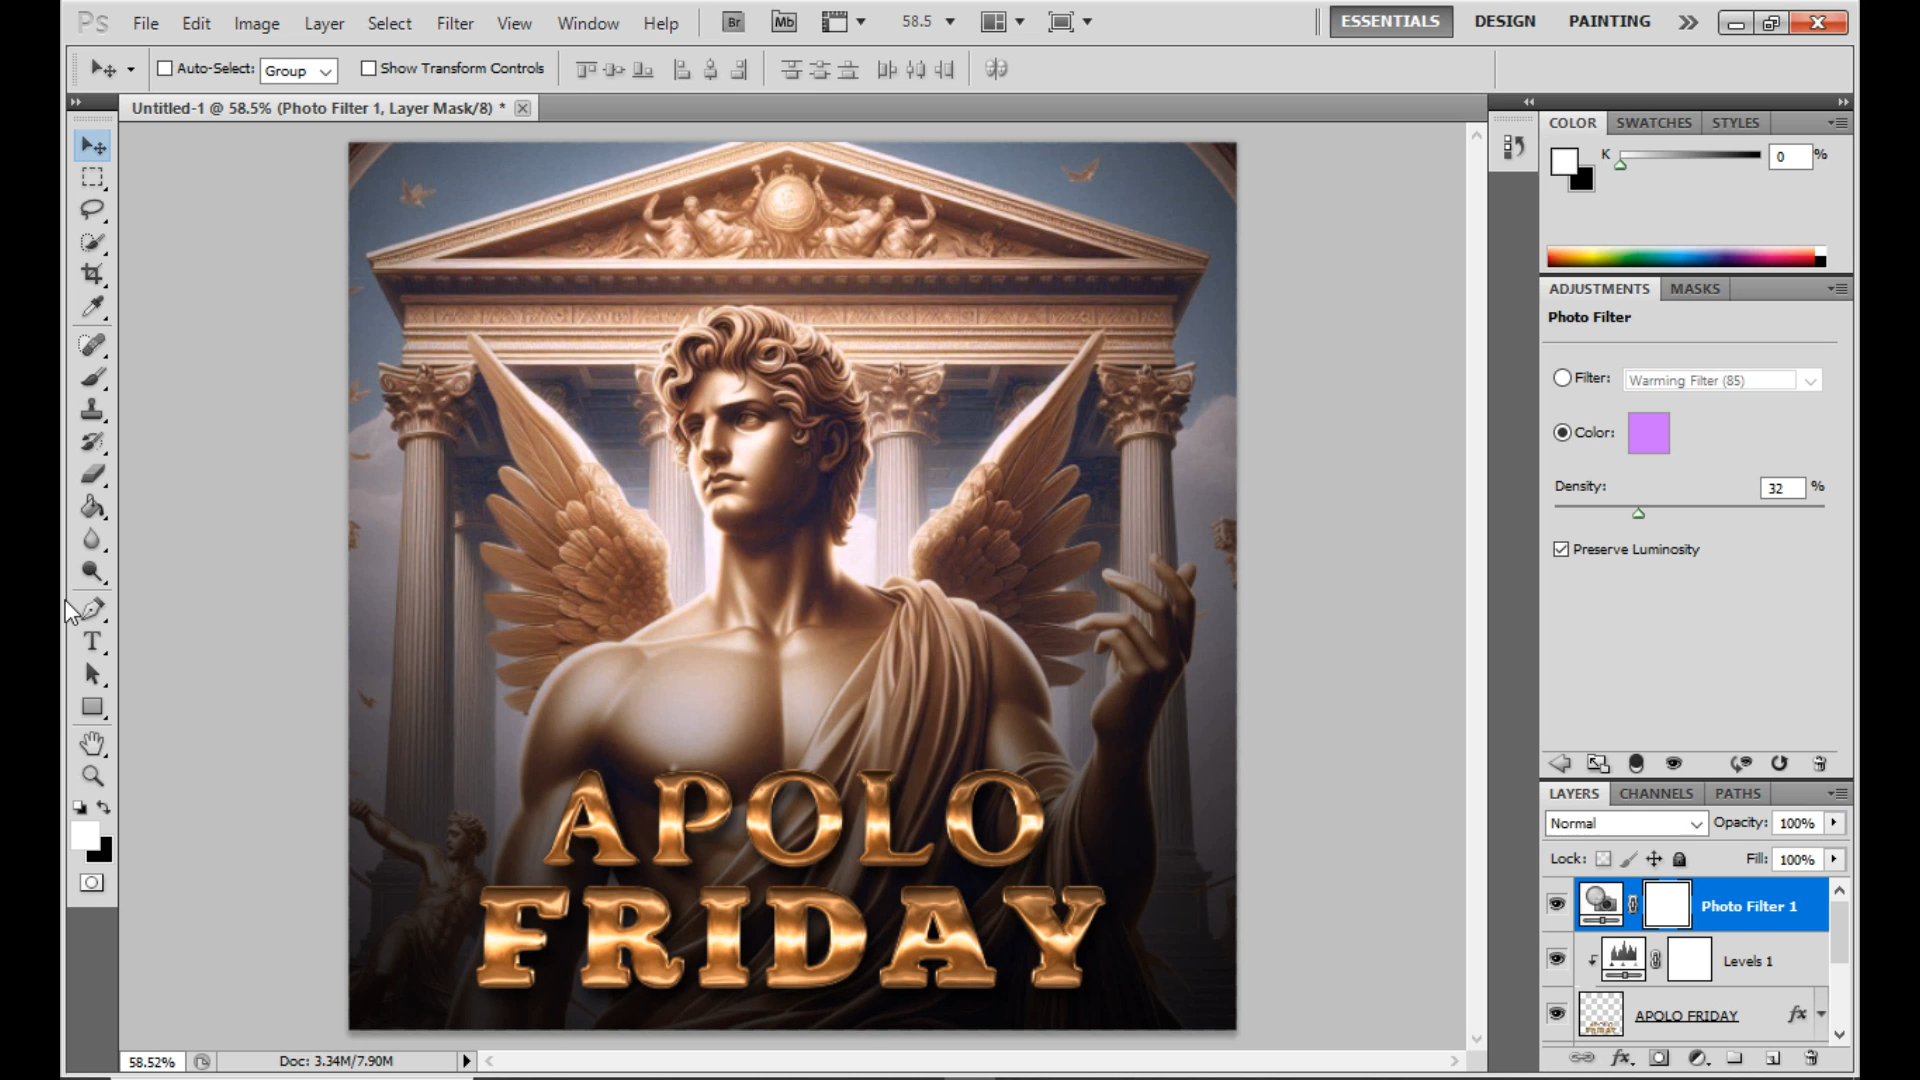 Ps File Edit Image Layer Select Filter View Window Help Br Mb 58.5 ESSENTIALS DESIGN PAINTING
Auto-Select: Group Show Transform Controls
Untitled-1 @ 58.5% (Photo Filter 1, Layer Mask/8) *
COLOR SWATCHES STYLES
K 0 %
ADJUSTMENTS MASKS
Photo Filter
Filter: Warming Filter (85)
Color:
Density: 32 %
Preserve Luminosity
T
APOLO
FRIDAY
LAYERS CHANNELS PATHS
Normal Opacity: 100%
Lock: Fill: 100%
Photo Filter 1
Levels 1
APOLO FRIDAY fx
58.52% Doc: 3.34M/7.90M
fx